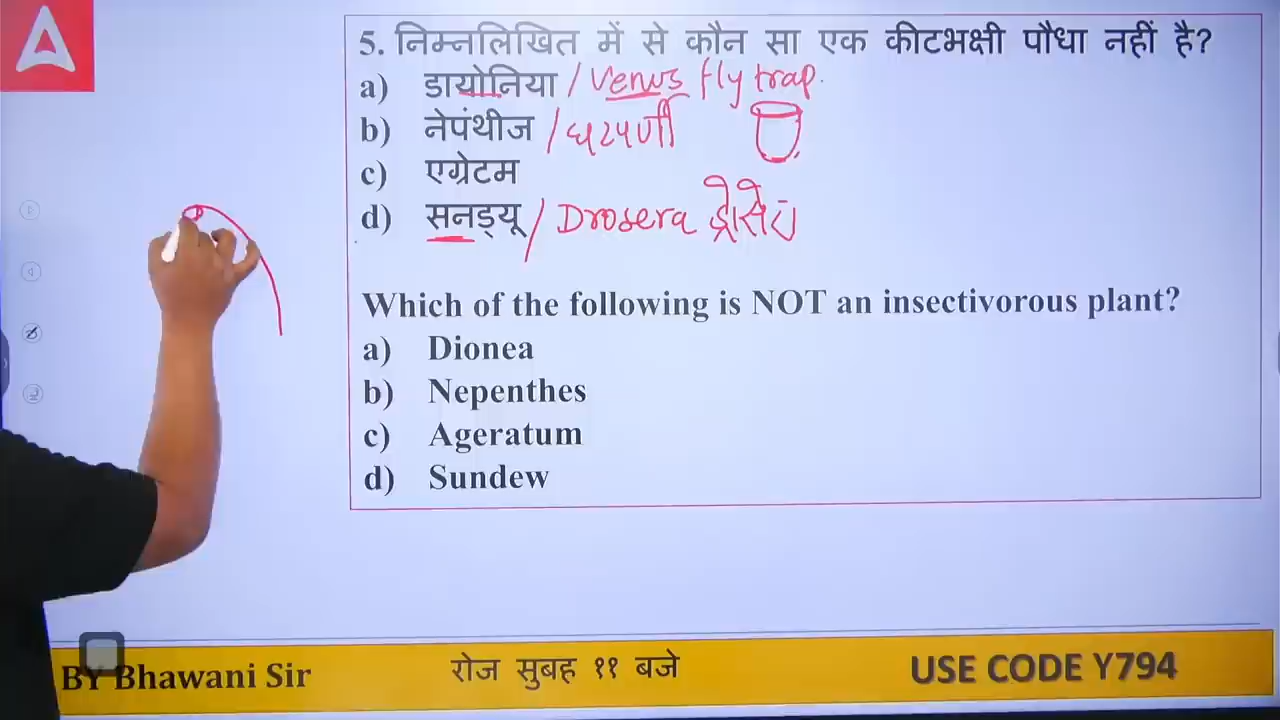 5. निम्नलिखित में से कौन सा एक कीटभक्षी पौधा नहीं है?
a) डायोनिया / Venus fly trap.
b) नेपंथीज / घटपर्णी
c) एग्रेटम
d) सनड्यू / Drosera ड्रोसेरा
Which of the following is NOT an insectivorous plant?
a) Dionea
b) Nepenthes
c) Ageratum
d) Sundew
BY Bhawani Sir रोज सुबह ११ बजे USE CODE Y794